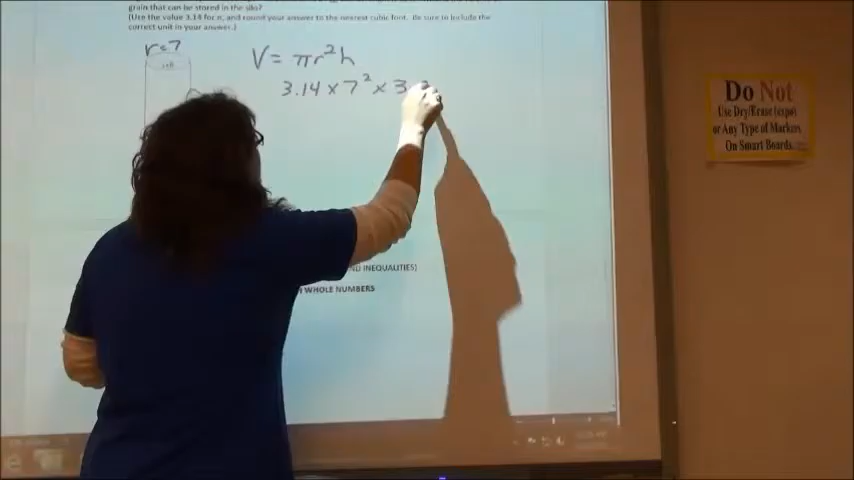 grain that can be stored in the silo?
(Use the value 3.14 for π, and round your answer to the nearest cubic foot. Be sure to include the
correct unit in your answer.)
r=7
V = πr²h
3.14 x 7² x 3
ND INEQUALITIES)
WHOLE NUMBERS
Do Not
Use Dry/Erase (expo)
or Any Type of Markers
On Smart Boards.